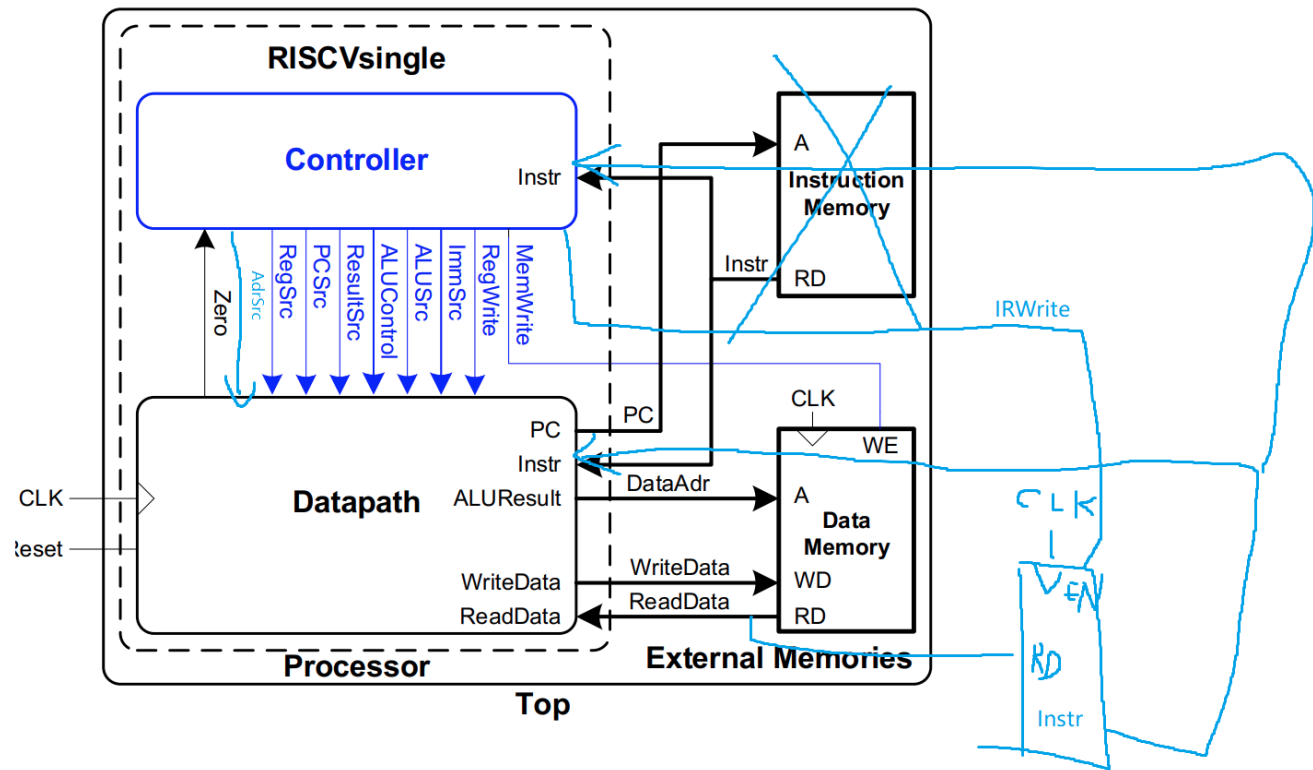 RISCVsingle
Controller
Instr
A
Instruction
Memory
Instr
RD
IRWrite
Zero
AdrSrc
RegSrc
PCSrc
ResultSrc
ALUControl
ALUSrc
ImmSrc
RegWrite
MemWrite
CLK
WE
PC
PC
Instr
CLK
Reset
Datapath
ALUResult
DataAdr
A
Data
Memory
WriteData
WriteData
WD
ReadData
ReadData
RD
CLK
EN
RD
Instr
Processor
External Memories
Top